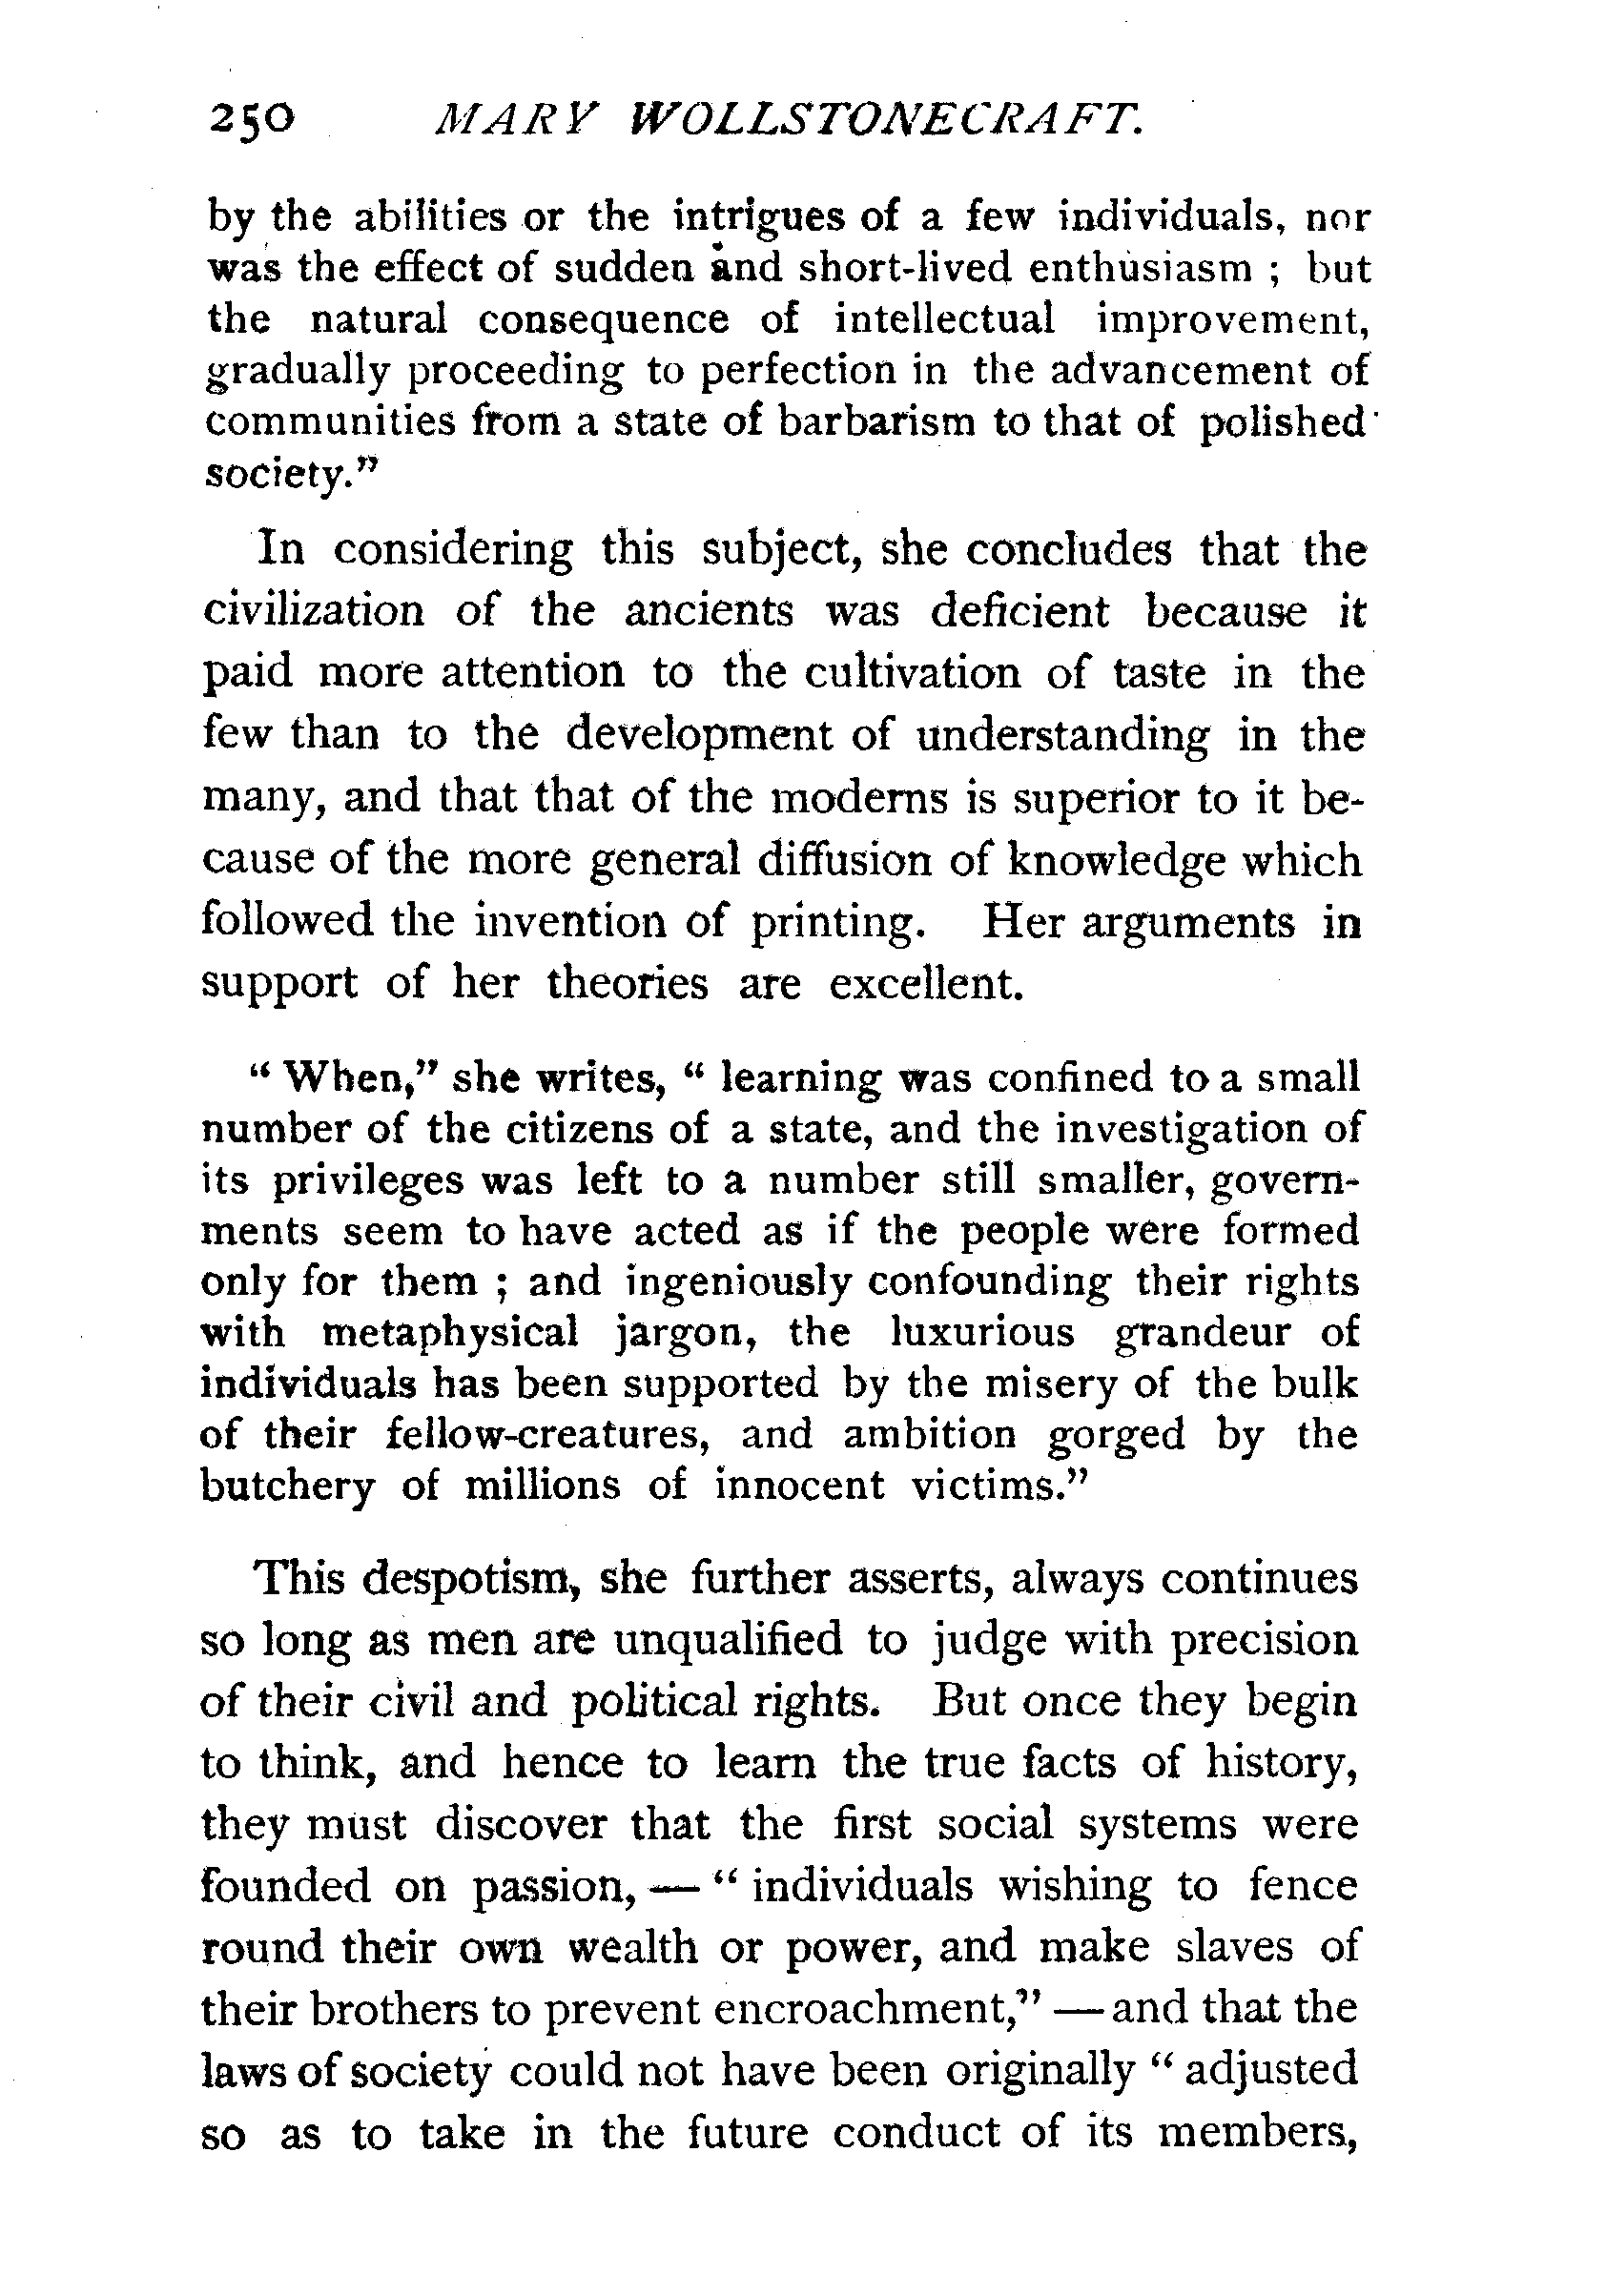 250 MARY WOLLSTONECRAFT.
by the abilities or the intrigues of a few individuals, nor
was the effect of sudden and short-lived enthusiasm ; but
the natural consequence of intellectual improvement,
gradually proceeding to perfection in the advancement of
communities from a state of barbarism to that of polished
society.”
In considering this subject, she concludes that the
civilization of the ancients was deficient because it
paid more attention to the cultivation of taste in the
few than to the development of understanding in the
many, and that that of the moderns is superior to it be-
cause of the more general diffusion of knowledge which
followed the invention of printing. Her arguments in
support of her theories are excellent.
“ When,” she writes, “ learning was confined to a small
number of the citizens of a state, and the investigation of
its privileges was left to a number still smaller, govern-
ments seem to have acted as if the people were formed
only for them ; and ingeniously confounding their rights
with metaphysical jargon, the luxurious grandeur of
individuals has been supported by the misery of the bulk
of their fellow-creatures, and ambition gorged by the
butchery of millions of innocent victims.”
This despotism, she further asserts, always continues
so long as men are unqualified to judge with precision
of their civil and political rights. But once they begin
to think, and hence to learn the true facts of history,
they must discover that the first social systems were
founded on passion, — “ individuals wishing to fence
round their own wealth or power, and make slaves of
their brothers to prevent encroachment,” — and that the
laws of society could not have been originally “ adjusted
so as to take in the future conduct of its members,